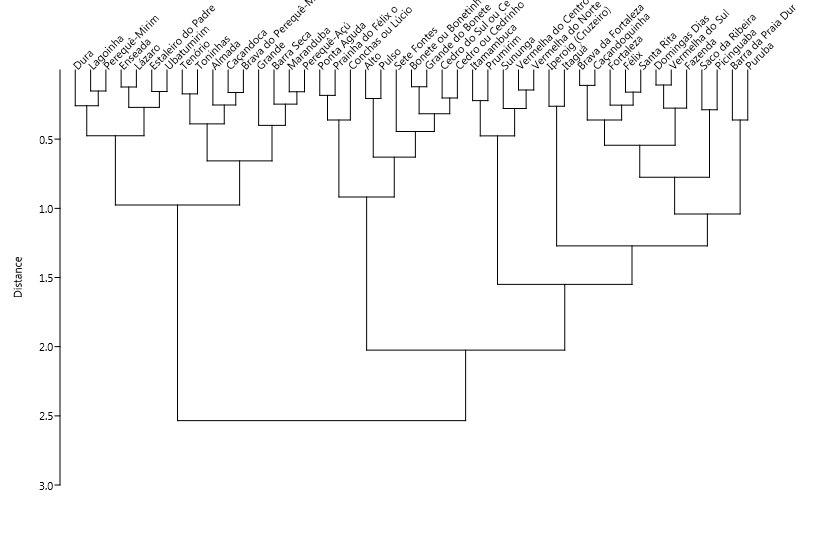 Dura
Lagoinha
Perequê-Mirim
Enseada
Lázaro
Estaleiro do Padre
Ubatumirim
Tenório
Toninhas
Almada
Caçandoca
Brava do Perequê-M
Grande
Barra Seca
Maranduba
Perequê-Açú
Ponta Aguda
Prainha do Félix o
Conchas ou Lúcio
Alto
Pulso
Sete Fontes
Bonete ou Bonetinh
Grande do Bonete
Cedro do Sul ou Ce
Cedro ou Cedrinho
Itamambuca
Prumirim
Sununga
Vermelha do Centro
Vermelha do Norte
Iperoig (Cruzeiro)
Itaguá
Brava da Fortaleza
Caçandoquinha
Fortaleza
Félix
Santa Rita
Domingas Dias
Vermelha do Sul
Fazenda
Saco da Ribeira
Picinguaba
Barra da Praia Dur
Puruba
0.5
1.0
1.5
2.0
2.5
3.0
Distance